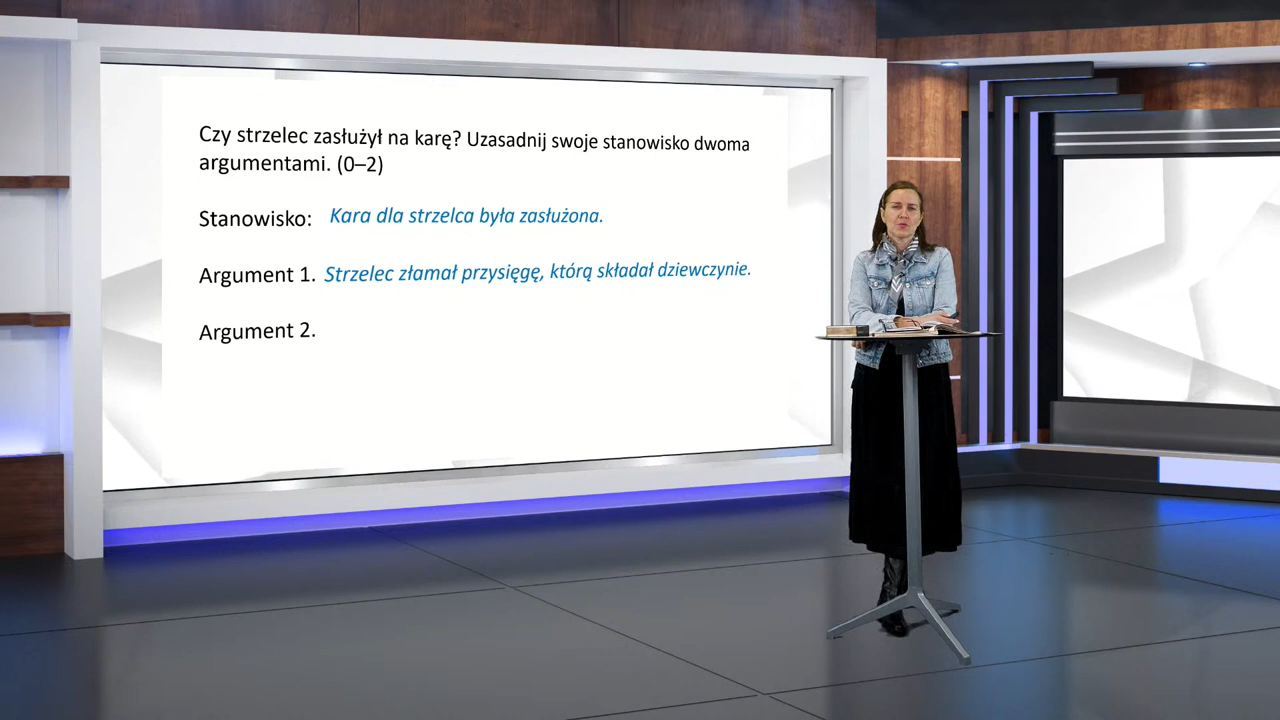 Czy strzelec zasłużył na karę? Uzasadnij swoje stanowisko dwoma
argumentami. (0–2)
Stanowisko: Kara dla strzelca była zasłużona.
Argument 1. Strzelec złamał przysięgę, którą składał dziewczynie.
Argument 2.